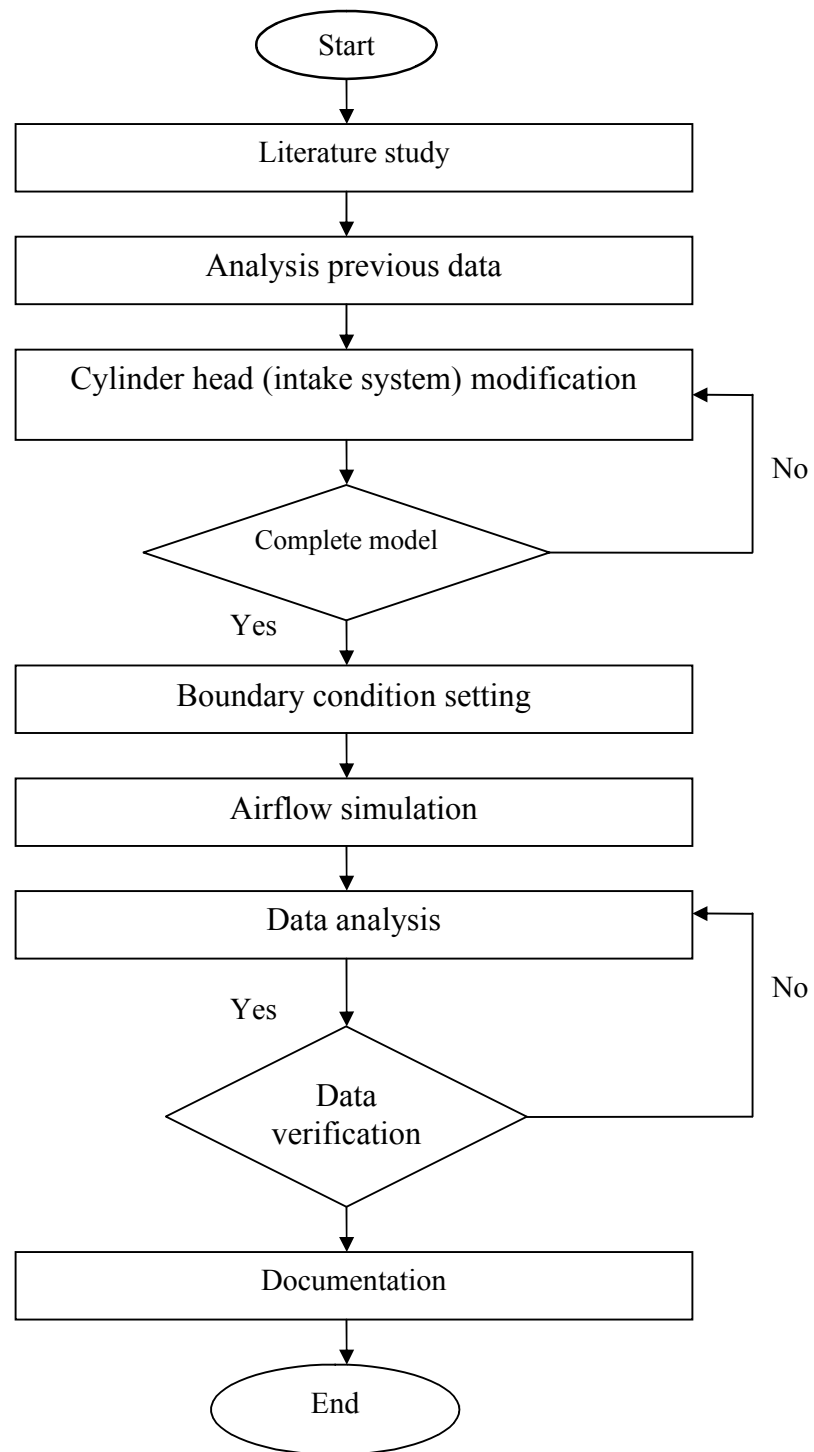 Start
Literature study
Analysis previous data
Cylinder head (intake system) modification
No
Complete model
Yes
Boundary condition setting
Airflow simulation
Data analysis
No
Yes
Data
verification
Documentation
End